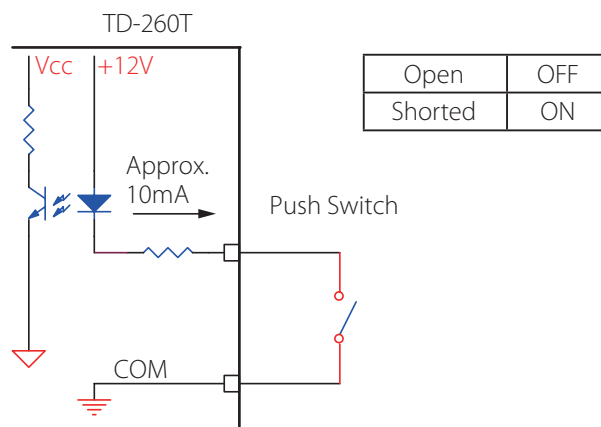 TD-260T
Vcc +12V
Open OFF
Shorted ON
Approx.
10mA
Push Switch
COM